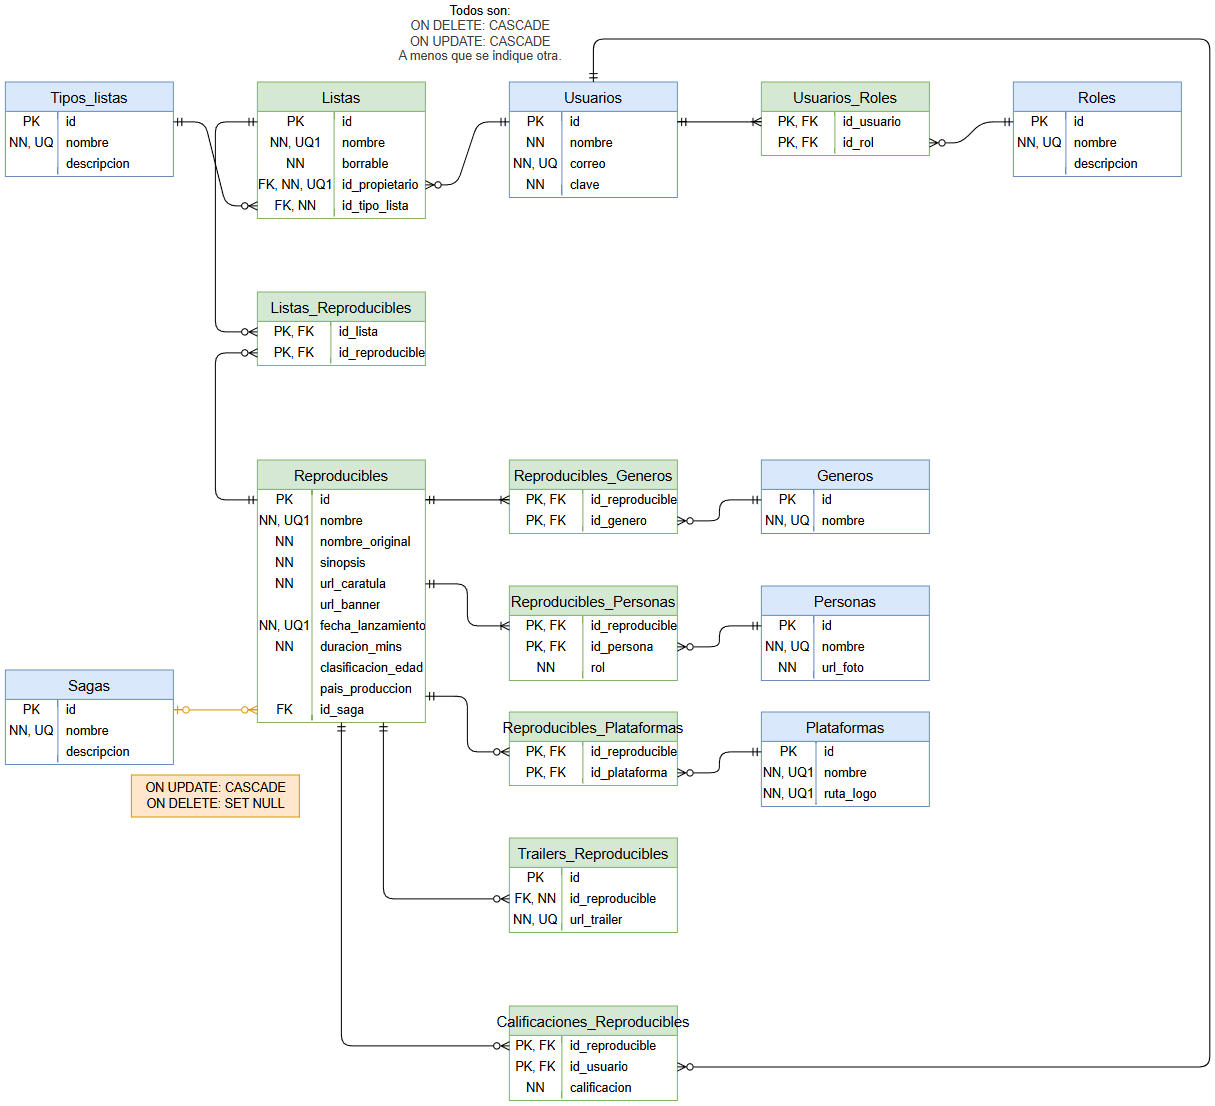 Todos son:
ON DELETE: CASCADE
ON UPDATE: CASCADE
A menos que se indique otra.
Tipos_listas
PK id
NN, UQ nombre
descripcion
Listas
PK id
NN, UQ1 nombre
NN borrable
FK, NN, UQ1 id_propietario
FK, NN id_tipo_lista
Usuarios
PK id
NN nombre
NN, UQ correo
NN clave
Usuarios_Roles
PK, FK id_usuario
PK, FK id_rol
Roles
PK id
NN, UQ nombre
descripcion
Listas_Reproducibles
PK, FK id_lista
PK, FK id_reproducible
Reproducibles
PK id
NN, UQ1 nombre
NN nombre_original
NN sinopsis
NN url_caratula
url_banner
NN, UQ1 fecha_lanzamiento
NN duracion_mins
clasificacion_edad
pais_produccion
FK id_saga
Reproducibles_Generos
PK, FK id_reproducible
PK, FK id_genero
Generos
PK id
NN, UQ nombre
Reproducibles_Personas
PK, FK id_reproducible
PK, FK id_persona
NN rol
Personas
PK id
NN, UQ nombre
NN url_foto
Sagas
PK id
NN, UQ nombre
descripcion
ON UPDATE: CASCADE
ON DELETE: SET NULL
Reproducibles_Plataformas
PK, FK id_reproducible
PK, FK id_plataforma
Plataformas
PK id
NN, UQ1 nombre
NN, UQ1 ruta_logo
Trailers_Reproducibles
PK id
FK, NN id_reproducible
NN, UQ url_trailer
Calificaciones_Reproducibles
PK, FK id_reproducible
PK, FK id_usuario
NN calificacion